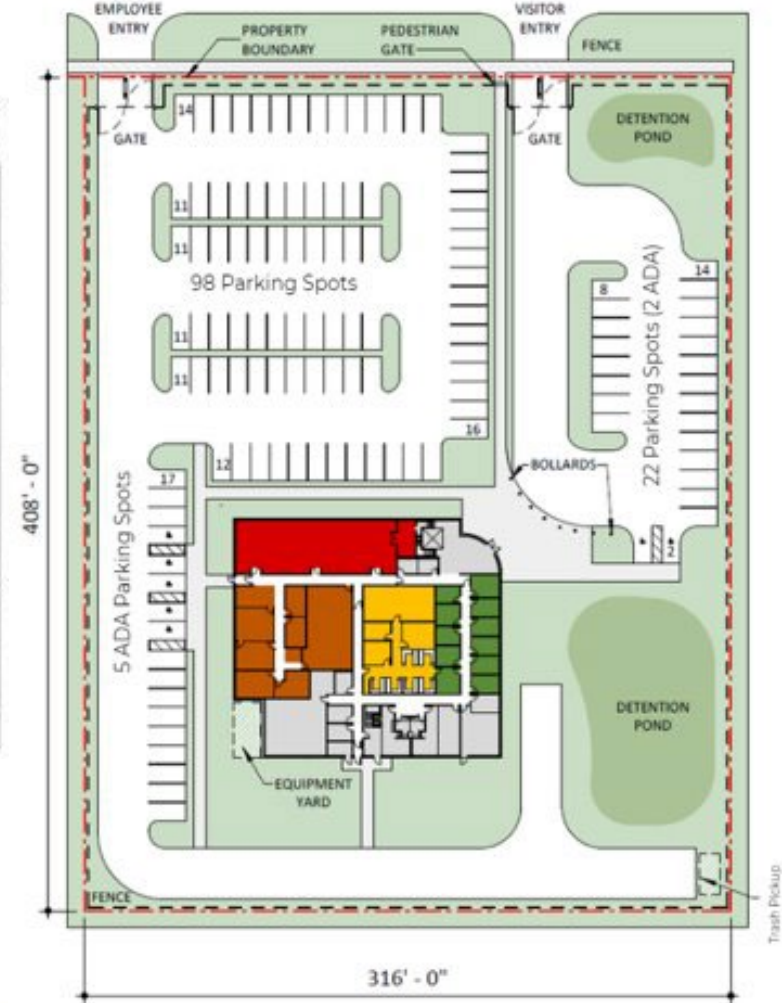 EMPLOYEE
ENTRY
VISITOR
ENTRY
PROPERTY
BOUNDARY
PEDESTRIAN
GATE
FENCE
GATE
GATE
DETENTION
POND
14
11
11
98 Parking Spots
11
11
12
16
17
5 ADA Parking Spots
8
14
22 Parking Spots (2 ADA)
BOLLARDS
2
408' - 0"
DETENTION
POND
EQUIPMENT
YARD
FENCE
Trash Pickup
316' - 0"